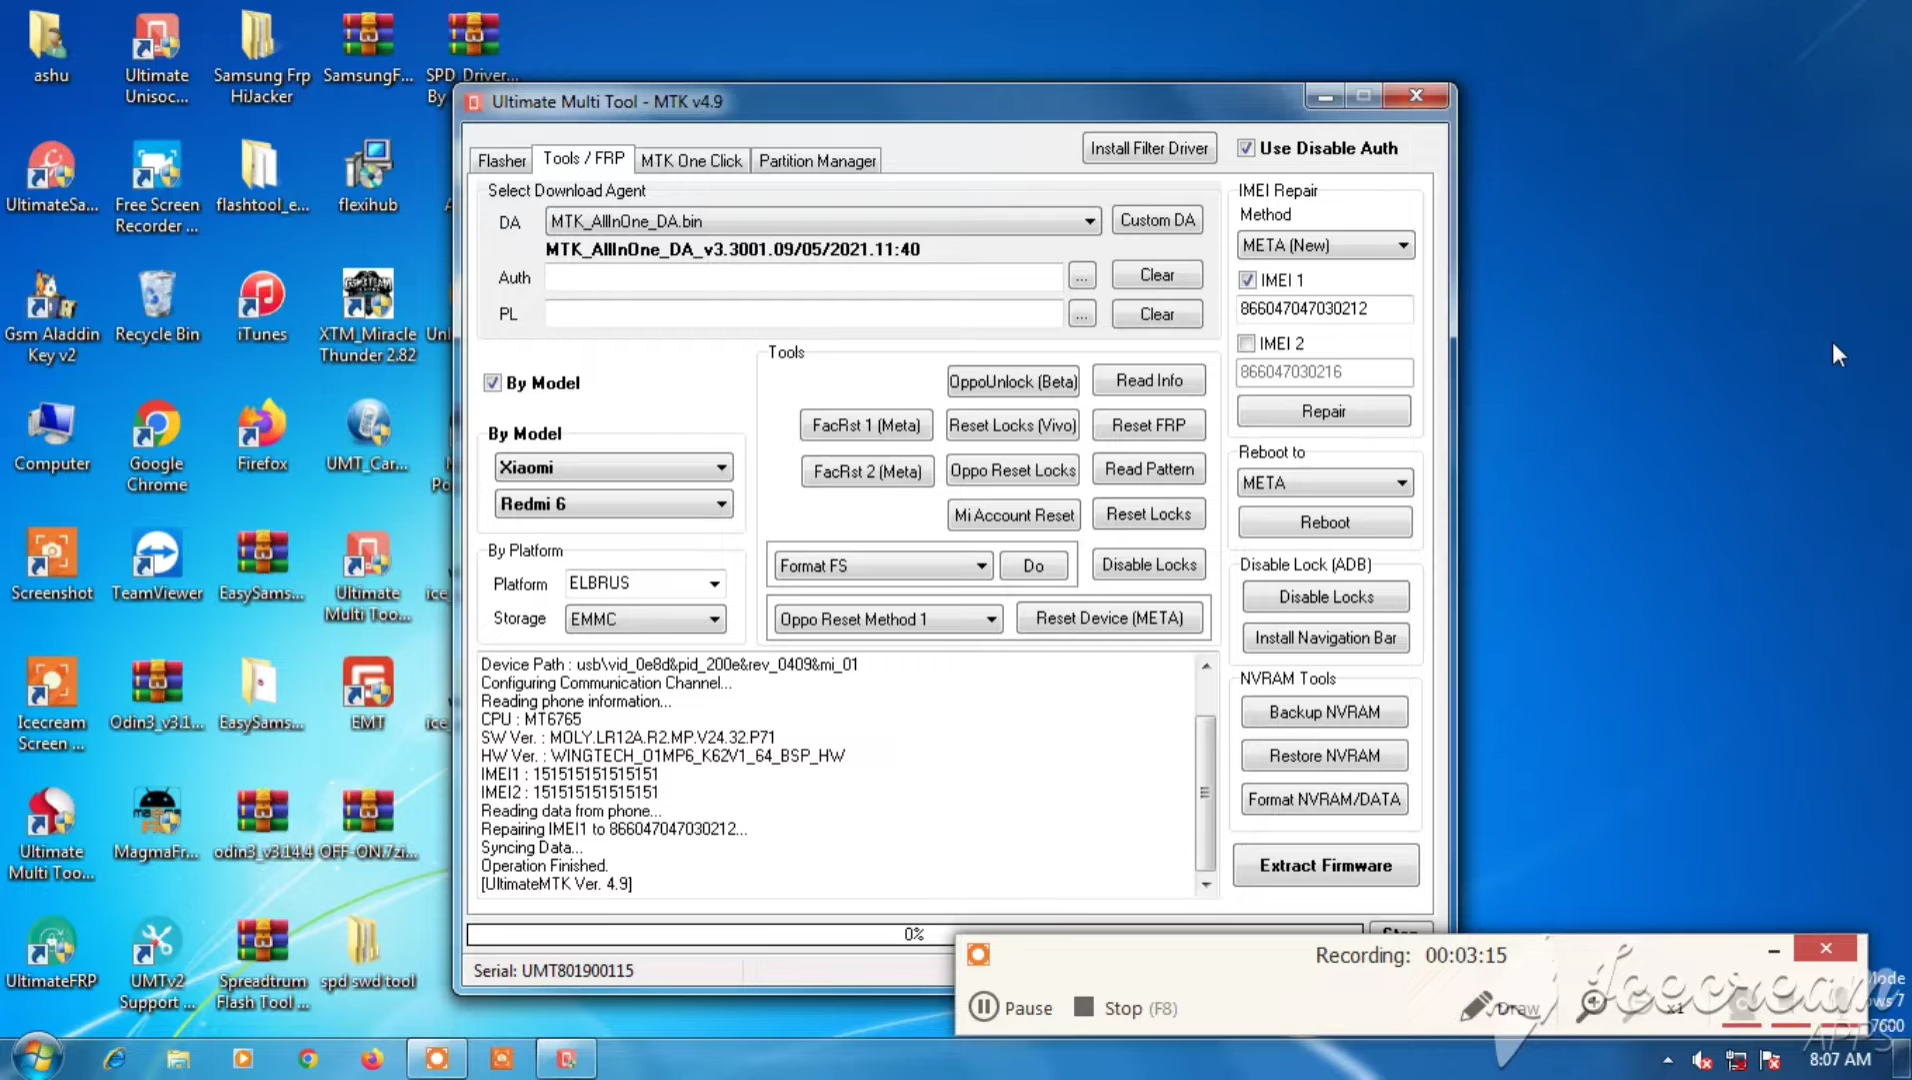 ashu
Ultimate Unisoc...
Samsung Frp HiJacker
SamsungF...
SPD_Driver...
By
UltimateSa...
Free Screen Recorder ...
flashtool_e...
flexihub
Gsm Aladdin Key v2
Recycle Bin
iTunes
XTM_Miracle Thunder 2.82
Computer
Google Chrome
Firefox
UMT_Car...
Screenshot
TeamViewer
EasySams...
Ultimate Multi Too...
Icecream Screen ...
Odin3_v3.1...
EasySams...
EMT
Ultimate Multi Too...
MagmaFr...
odin3_v3.14.4
OFF-ON.7zi...
UltimateFRP
UMTv2 Support ...
Spreadtrum Flash Tool ...
spd swd tool
Ultimate Multi Tool - MTK v4.9
Flasher
Tools / FRP
MTK One Click
Partition Manager
Install Filter Driver
Use Disable Auth
Select Download Agent
DA
MTK_AllInOne_DA.bin
Custom DA
MTK_AllInOne_DA_v3.3001.09/05/2021.11:40
Auth
...
Clear
PL
...
Clear
By Model
By Model
Xiaomi
Redmi 6
By Platform
Platform
ELBRUS
Storage
EMMC
Tools
OppoUnlock (Beta)
Read Info
FacRst 1 (Meta)
Reset Locks (Vivo)
Reset FRP
FacRst 2 (Meta)
Oppo Reset Locks
Read Pattern
Mi Account Reset
Reset Locks
Format FS
Do
Disable Locks
Oppo Reset Method 1
Reset Device (META)
IMEI Repair
Method
META (New)
IMEI 1
866047047030212
IMEI 2
866047030216
Repair
Reboot to
META
Reboot
Disable Lock (ADB)
Disable Locks
Install Navigation Bar
NVRAM Tools
Backup NVRAM
Restore NVRAM
Format NVRAM/DATA
Extract Firmware
Device Path : usb\vid_0e8d&pid_200e&rev_0409&mi_01
Configuring Communication Channel...
Reading phone information...
CPU : MT6765
SW Ver. : MOLY.LR12A.R2.MP.V24.32.P71
HW Ver. : WINGTECH_O1MP6_K62V1_64_BSP_HW
IMEI1 : 151515151515151
IMEI2 : 151515151515151
Reading data from phone...
Repairing IMEI1 to 866047047030212...
Syncing Data...
Operation Finished.
[UltimateMTK Ver. 4.9]
0%
Stop
Serial: UMT801900115
Recording: 00:03:15
Pause
Stop (F8)
Draw
x1
Icecream
APPS
7600
8:07 AM